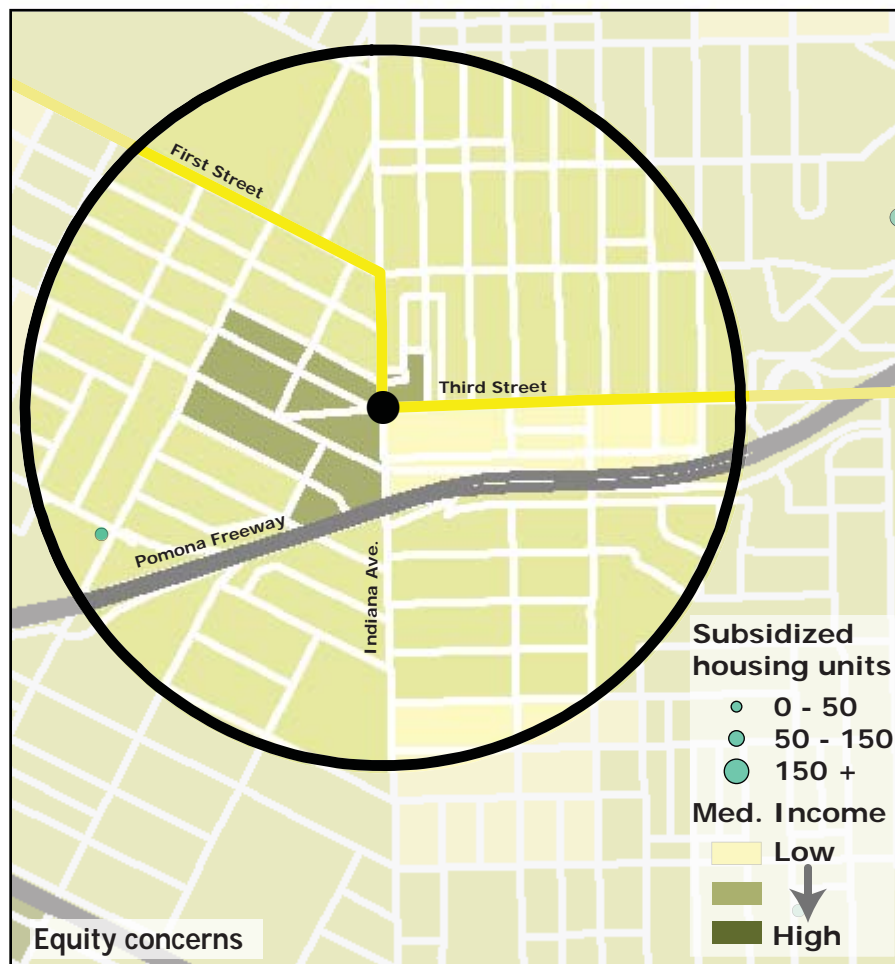 First Street
Third Street
Pomona Freeway
Indiana Ave.
Subsidized
housing units
0 - 50
50 - 150
150 +
Med. Income
Low
High
Equity concerns